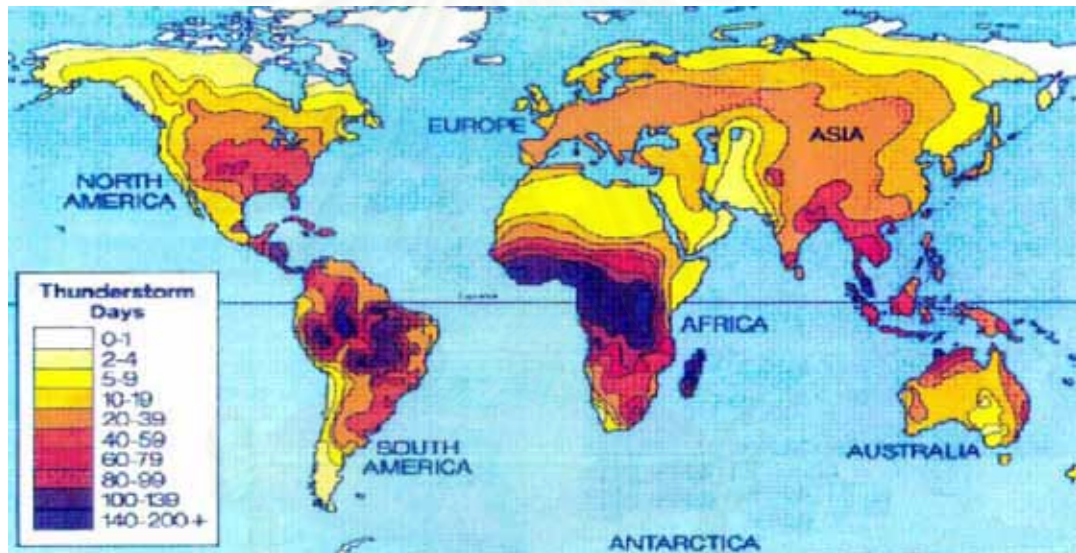 EUROPE
ASIA
NORTH
AMERICA
Thunderstorm
Days
0-1
2-4
5-9
10-19
20-39
40-59
60-79
80-99
100-139
140-200+
Equator
AFRICA
SOUTH
AMERICA
AUSTRALIA
ANTARCTICA